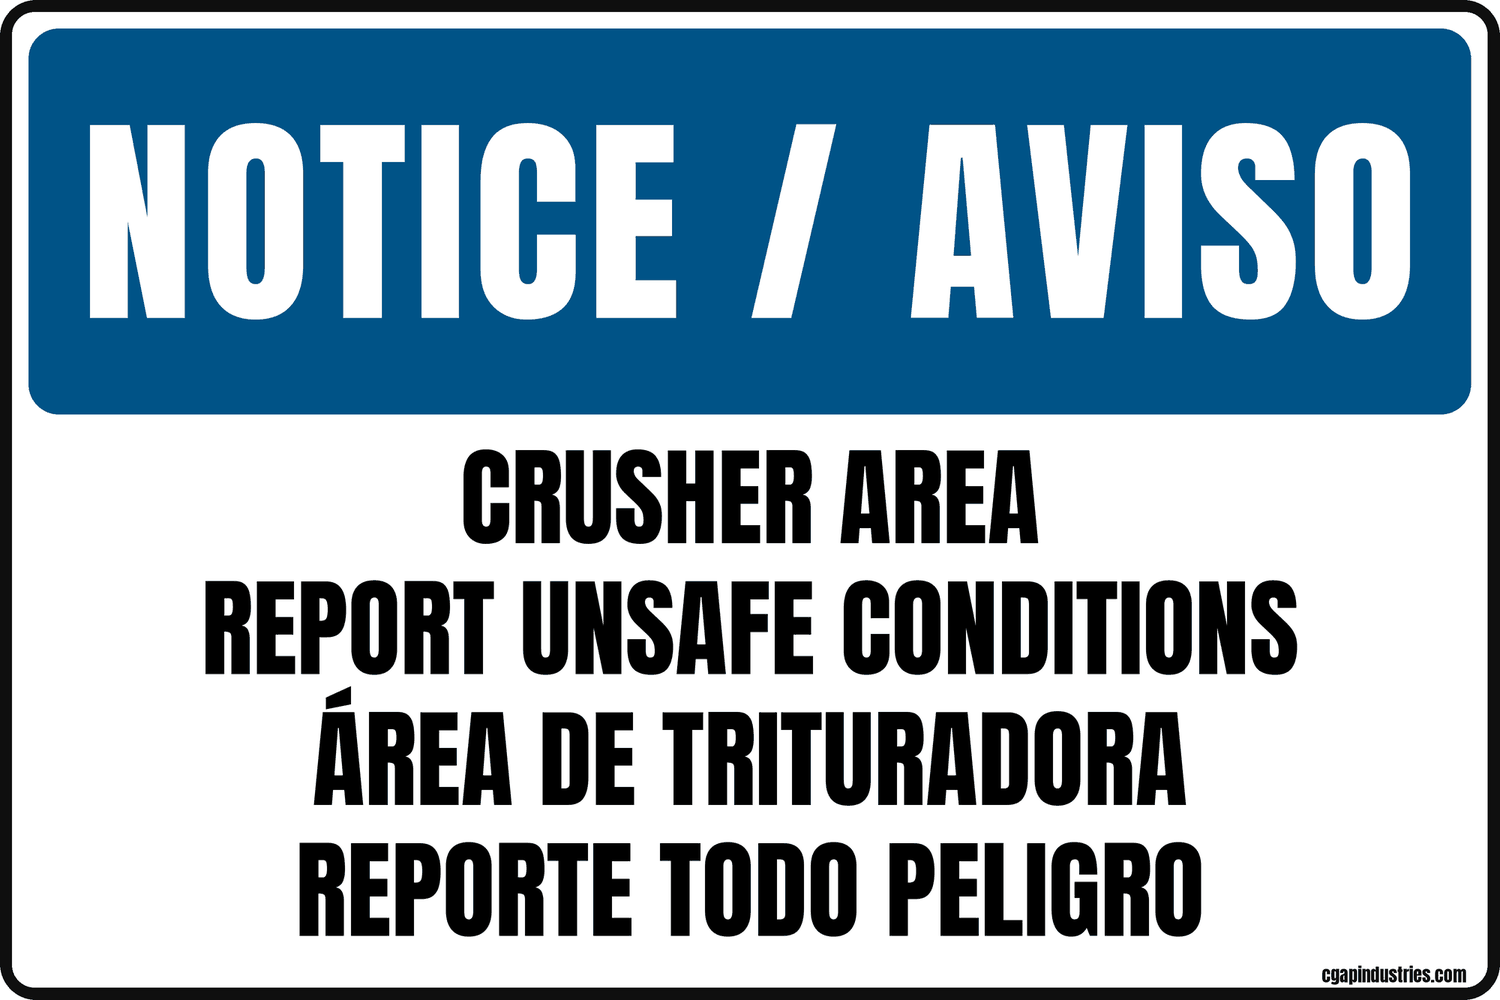 NOTICE / AVISO
CRUSHER AREA
REPORT UNSAFE CONDITIONS
ÁREA DE TRITURADORA
REPORTE TODO PELIGRO
cgapindustries.com